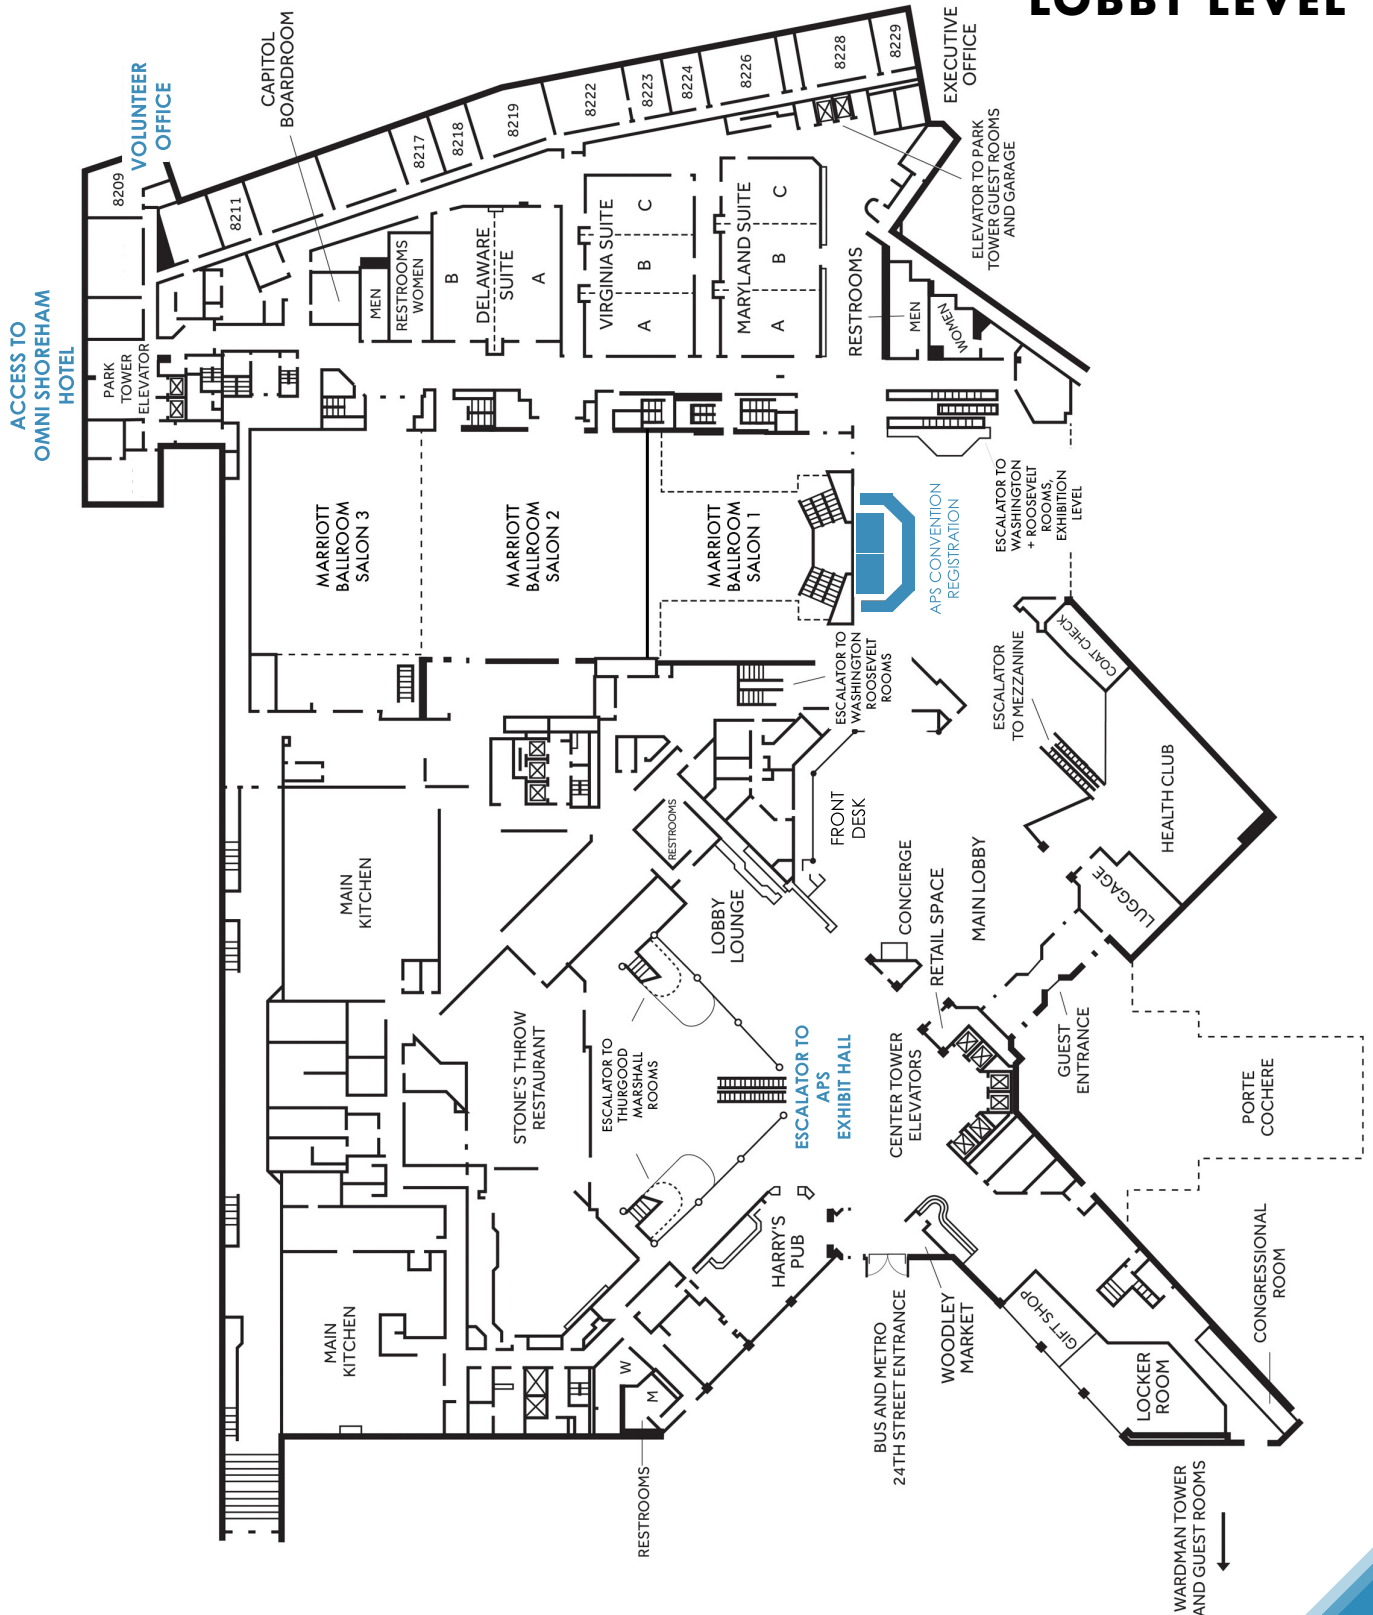 LOBBY LEVEL
CAPITOL
BOARDROOM
VOLUNTEER
OFFICE
EXECUTIVE
OFFICE
8209
8211
8217
8218
8219
8222
8223
8224
8226
8228
8229
ELEVATOR TO PARK
TOWER GUEST ROOMS
AND GARAGE
ACCESS TO
OMNI SHOREHAM
HOTEL
PARK
TOWER
ELEVATOR
MEN
RESTROOMS
WOMEN
B
DELAWARE
SUITE
A
VIRGINIA SUITE
A
B
C
MARYLAND SUITE
A
B
C
RESTROOMS
MEN
WOMEN
MARRIOTT
BALLROOM
SALON 3
MARRIOTT
BALLROOM
SALON 2
MARRIOTT
BALLROOM
SALON 1
APS CONVENTION
REGISTRATION
ESCALATOR TO
WASHINGTON
+ ROOSEVELT
ROOMS,
EXHIBITION
LEVEL
ESCALATOR TO
WASHINGTON
ROOSEVELT
ROOMS
ESCALATOR
TO MEZZANINE
COAT CHECK
HEALTH CLUB
LUGGAGE
FRONT
DESK
RESTROOMS
MAIN
KITCHEN
LOBBY
LOUNGE
CONCIERGE
RETAIL SPACE
MAIN LOBBY
STONE'S THROW
RESTAURANT
ESCALATOR TO
THURGOOD
MARSHALL
ROOMS
ESCALATOR TO
APS
EXHIBIT HALL
CENTER TOWER
ELEVATORS
GUEST
ENTRANCE
PORTE
COCHERE
HARRY'S
PUB
MAIN
KITCHEN
W
M
RESTROOMS
BUS AND METRO
24TH STREET ENTRANCE
WOODLEY
MARKET
GIFT SHOP
LOCKER
ROOM
CONGRESSIONAL
ROOM
WARDMAN TOWER
AND GUEST ROOMS